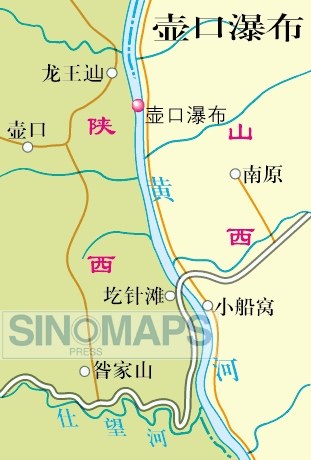 壶口瀑布
龙王辿
壶口瀑布
陕
山
壶口
南原
黄
西
西
圪针滩
小船窝
SINOMAPS
PRESS
昝家山
河
仕望河